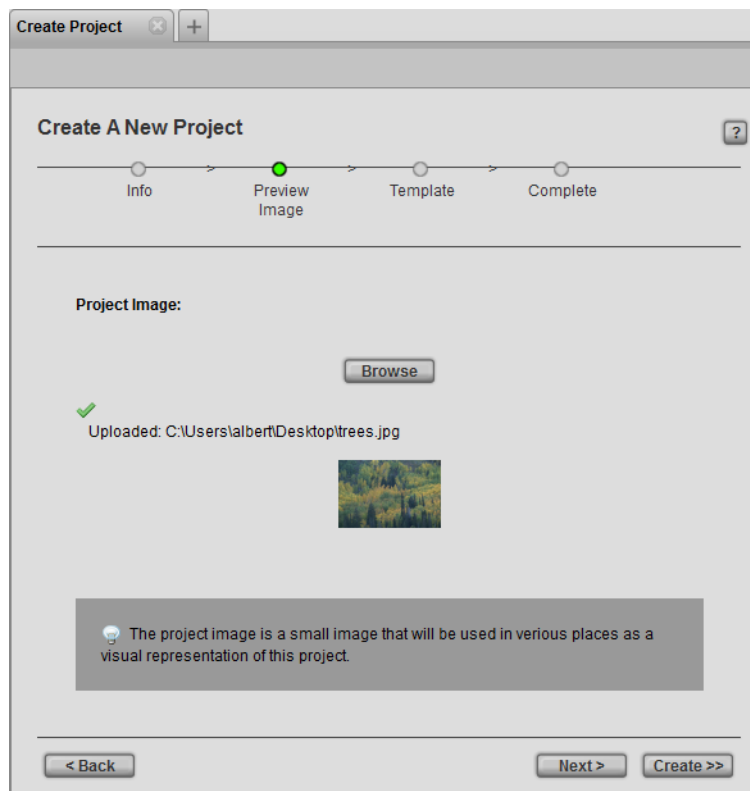 Create Project
Create A New Project
?
Info > Preview > Template > Complete
Image
Project Image:
Browse
Uploaded: C:\Users\albert\Desktop\trees.jpg
The project image is a small image that will be used in verious places as a
visual representation of this project.
< Back Next > Create >>